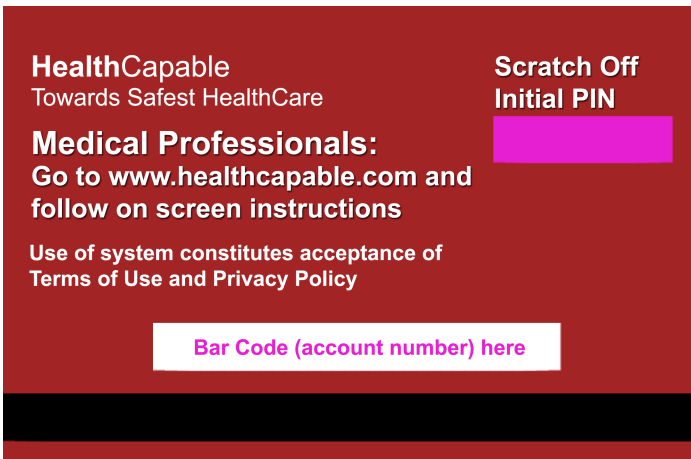 HealthCapable
Towards Safest HealthCare
Medical Professionals:
Go to www.healthcapable.com and
follow on screen instructions
Use of system constitutes acceptance of
Terms of Use and Privacy Policy
Scratch Off
Initial PIN
Bar Code (account number) here